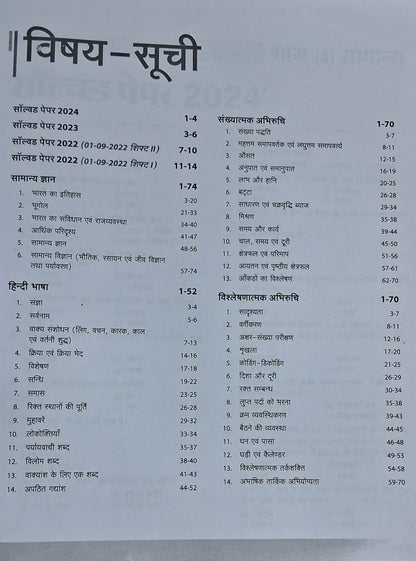 विषय-सूची
सॉल्वड पेपर 2024 1-4
सॉल्वड पेपर 2023 3-6
सॉल्वड पेपर 2022 (01-09-2022 शिफ्ट II) 7-10
सॉल्वड पेपर 2022 (01-09-2022 शिफ्ट I) 11-14
सामान्य ज्ञान 1-74
1. भारत का इतिहास 3-20
2. भूगोल 21-33
3. भारत का संविधान एवं राजव्यवस्था 34-40
4. आर्थिक परिदृश्य 41-47
5. सामान्य ज्ञान 48-56
6. सामान्य विज्ञान (भौतिक, रसायन एवं जीव विज्ञान
तथा पर्यावरण) 57-74
हिन्दी भाषा 1-52
1. संज्ञा 3-4
2. सर्वनाम 5-6
3. वाक्य संशोधन (लिंग, वचन, कारक, काल
एवं वर्तनी शुद्ध) 7-13
4. क्रिया एवं क्रिया भेद 14-16
5. विशेषण 17-18
6. सन्धि 19-22
7. समास 23-25
8. रिक्त स्थानों की पूर्ति 26-28
9. मुहावरें 29-32
10. लोकोक्तियाँ 33-34
11. पर्यायवाची शब्द 35-37
12. विलोम शब्द 38-40
13. वाक्यांश के लिए एक शब्द 41-43
14. अपठित गद्यांश 44-52
संख्यात्मक अभिरुचि 1-70
1. संख्या पद्धति 3-7
2. महत्तम समापवर्तक एवं लघुत्तम समापवर्त्य 8-11
3. औसत 12-15
4. अनुपात एवं समानुपात 16-19
5. लाभ और हानि 20-25
6. बट्टा 26-28
7. साधारण एवं चक्रवृद्धि ब्याज 29-34
8. मिश्रण 35-38
9. समय और कार्य 39-44
10. चाल, समय एवं दूरी 45-50
11. क्षेत्रफल एवं परिमाप 51-56
12. आयतन एवं पृष्ठीय क्षेत्रफल 57-61
13. आँकड़ों का विश्लेषण 62-70
विश्लेषणात्मक अभिरुचि 1-70
1. सादृश्यता 3-7
2. वर्गीकरण 8-11
3. अक्षर-संख्या परीक्षण 12-16
4. शृंखला 17-20
5. कोडिंग-डिकोडिंग 21-25
6. दिशा और दूरी 26-29
7. रक्त सम्बन्ध 30-34
8. लुप्त पदों को भरना 35-38
9. क्रम व्यवस्थिकरण 39-43
10. बैठने की व्यवस्था 44-45
11. घन एवं पासा 46-48
12. घड़ी एवं कैलेण्डर 49-53
13. विश्लेषणात्मक तर्कशक्ति 54-58
14. अभाषिक तार्किक अभियोग्यता 59-70